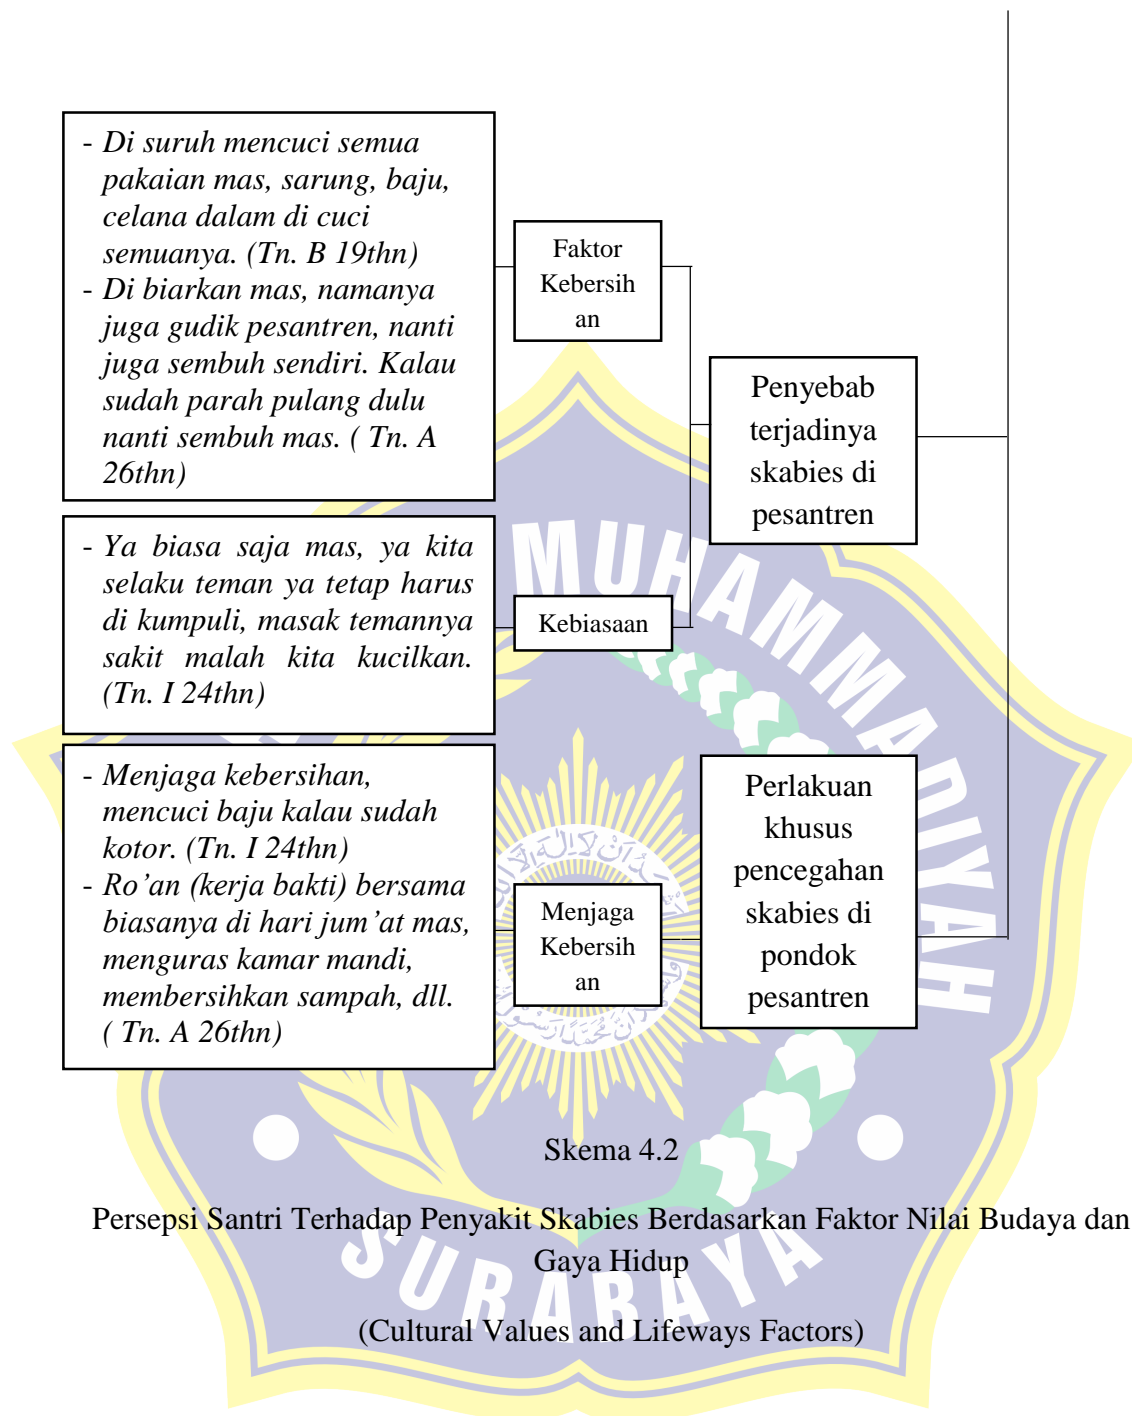 - Di suruh mencuci semua
pakaian mas, sarung, baju,
celana dalam di cuci
semuanya. (Tn. B 19thn)
- Di biarkan mas, namanya
juga gudik pesantren, nanti
juga sembuh sendiri. Kalau
sudah parah pulang dulu
nanti sembuh mas. ( Tn. A
26thn)
Faktor
Kebersih
an
Penyebab
terjadinya
skabies di
pesantren
- Ya biasa saja mas, ya kita
selaku teman ya tetap harus
di kumpuli, masak temannya
sakit malah kita kucilkan.
(Tn. I 24thn)
Kebiasaan
- Menjaga kebersihan,
mencuci baju kalau sudah
kotor. (Tn. I 24thn)
- Ro’an (kerja bakti) bersama
biasanya di hari jum’at mas,
menguras kamar mandi,
membersihkan sampah, dll.
( Tn. A 26thn)
Menjaga
Kebersih
an
Perlakuan
khusus
pencegahan
skabies di
pondok
pesantren
MUHAMMADIYAH
SURABAYA
Skema 4.2
Persepsi Santri Terhadap Penyakit Skabies Berdasarkan Faktor Nilai Budaya dan
Gaya Hidup
(Cultural Values and Lifeways Factors)